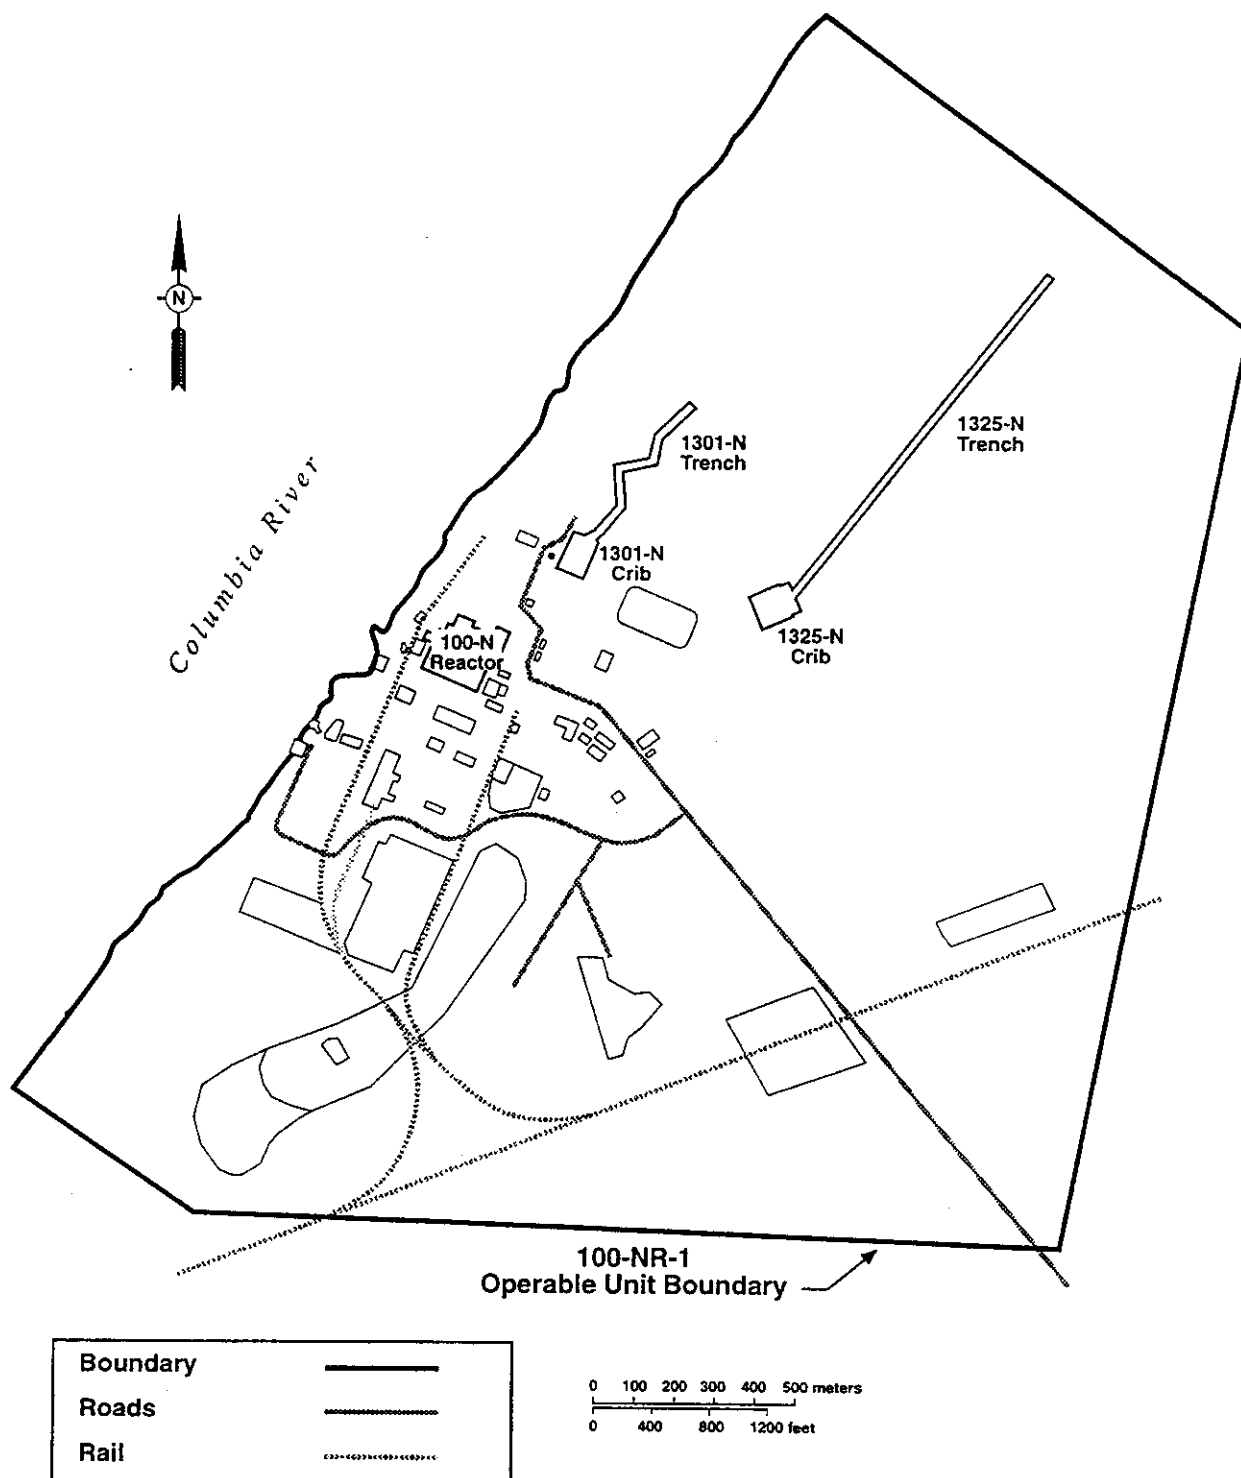 N
Columbia River
1301-N
Trench
1325-N
Trench
1301-N
Crib
1325-N
Crib
100-N
Reactor
100-NR-1
Operable Unit Boundary
Boundary
Roads
Rail
0 100 200 300 400 500 meters
0 400 800 1200 feet